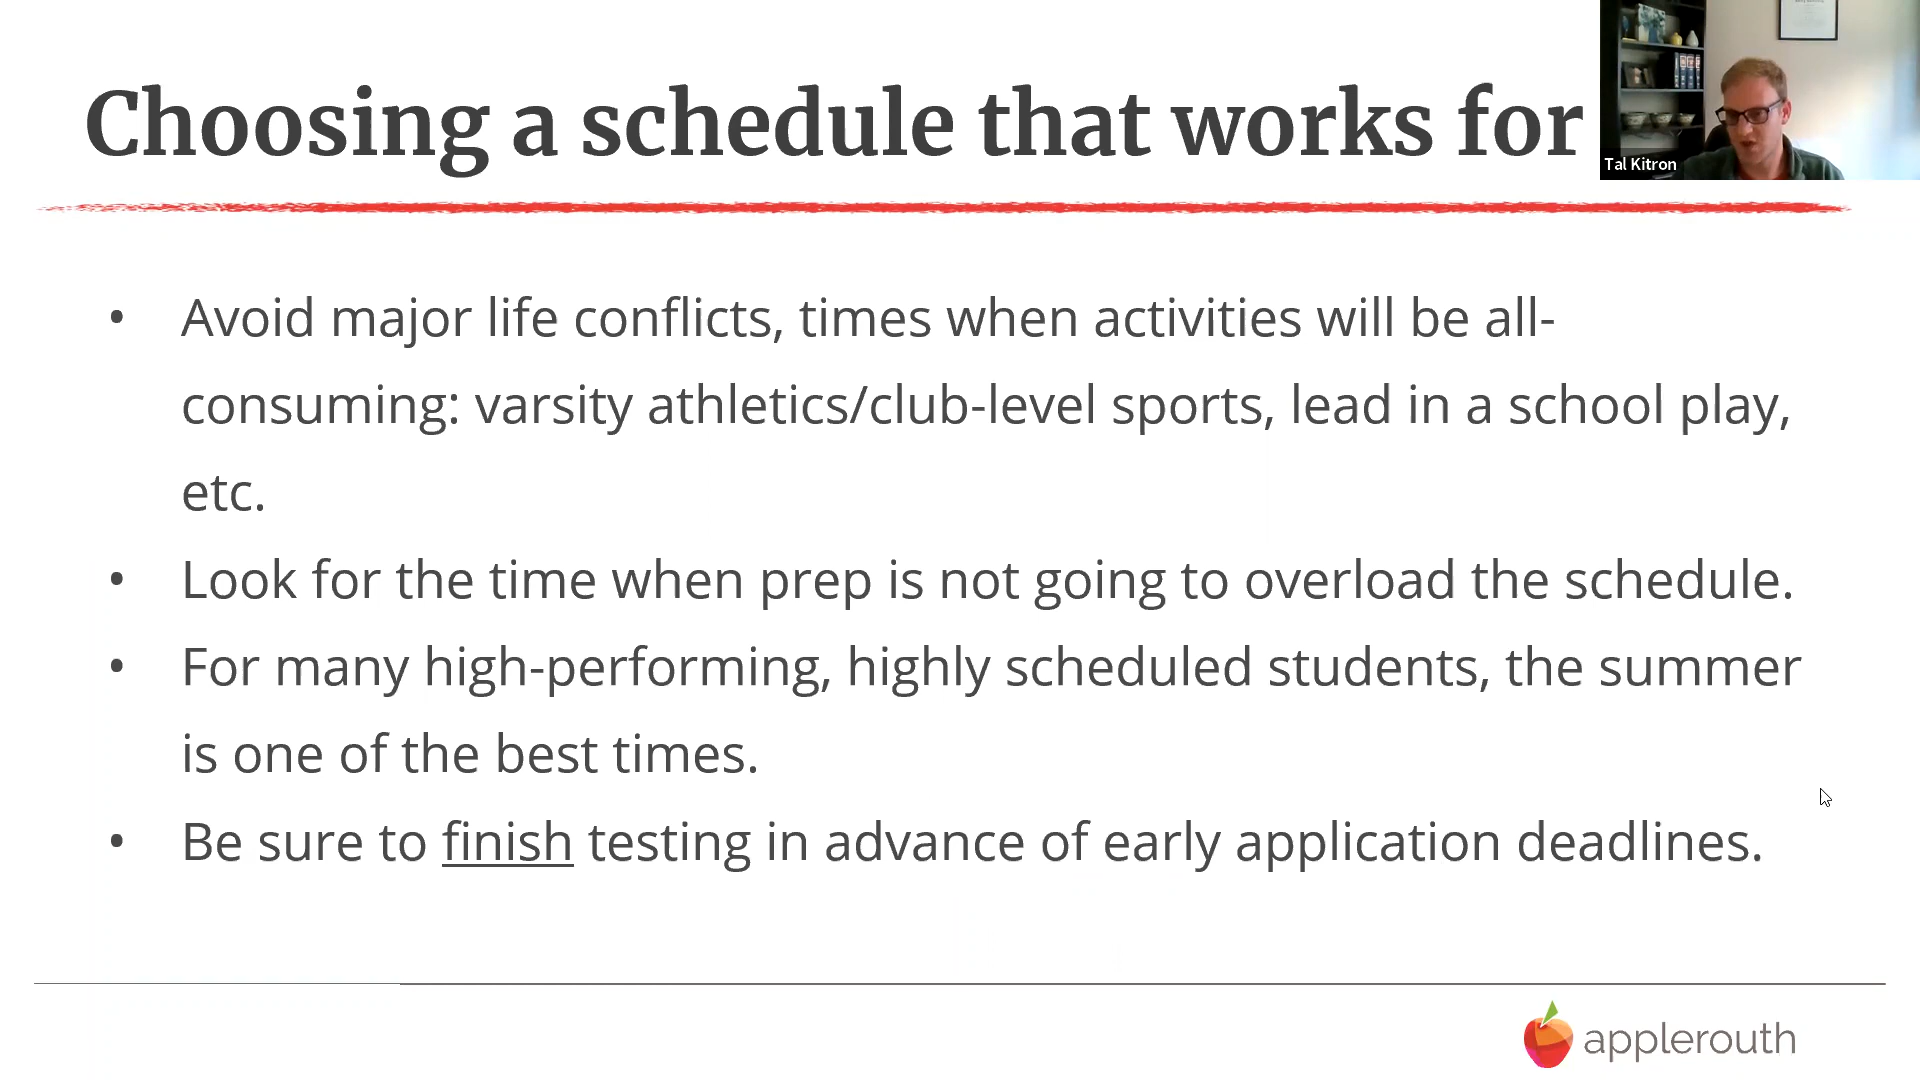 Choosing a schedule that works for
Tal Kitron
• Avoid major life conflicts, times when activities will be all-
consuming: varsity athletics/club-level sports, lead in a school play,
etc.
• Look for the time when prep is not going to overload the schedule.
• For many high-performing, highly scheduled students, the summer
is one of the best times.
• Be sure to finish testing in advance of early application deadlines.
applerouth